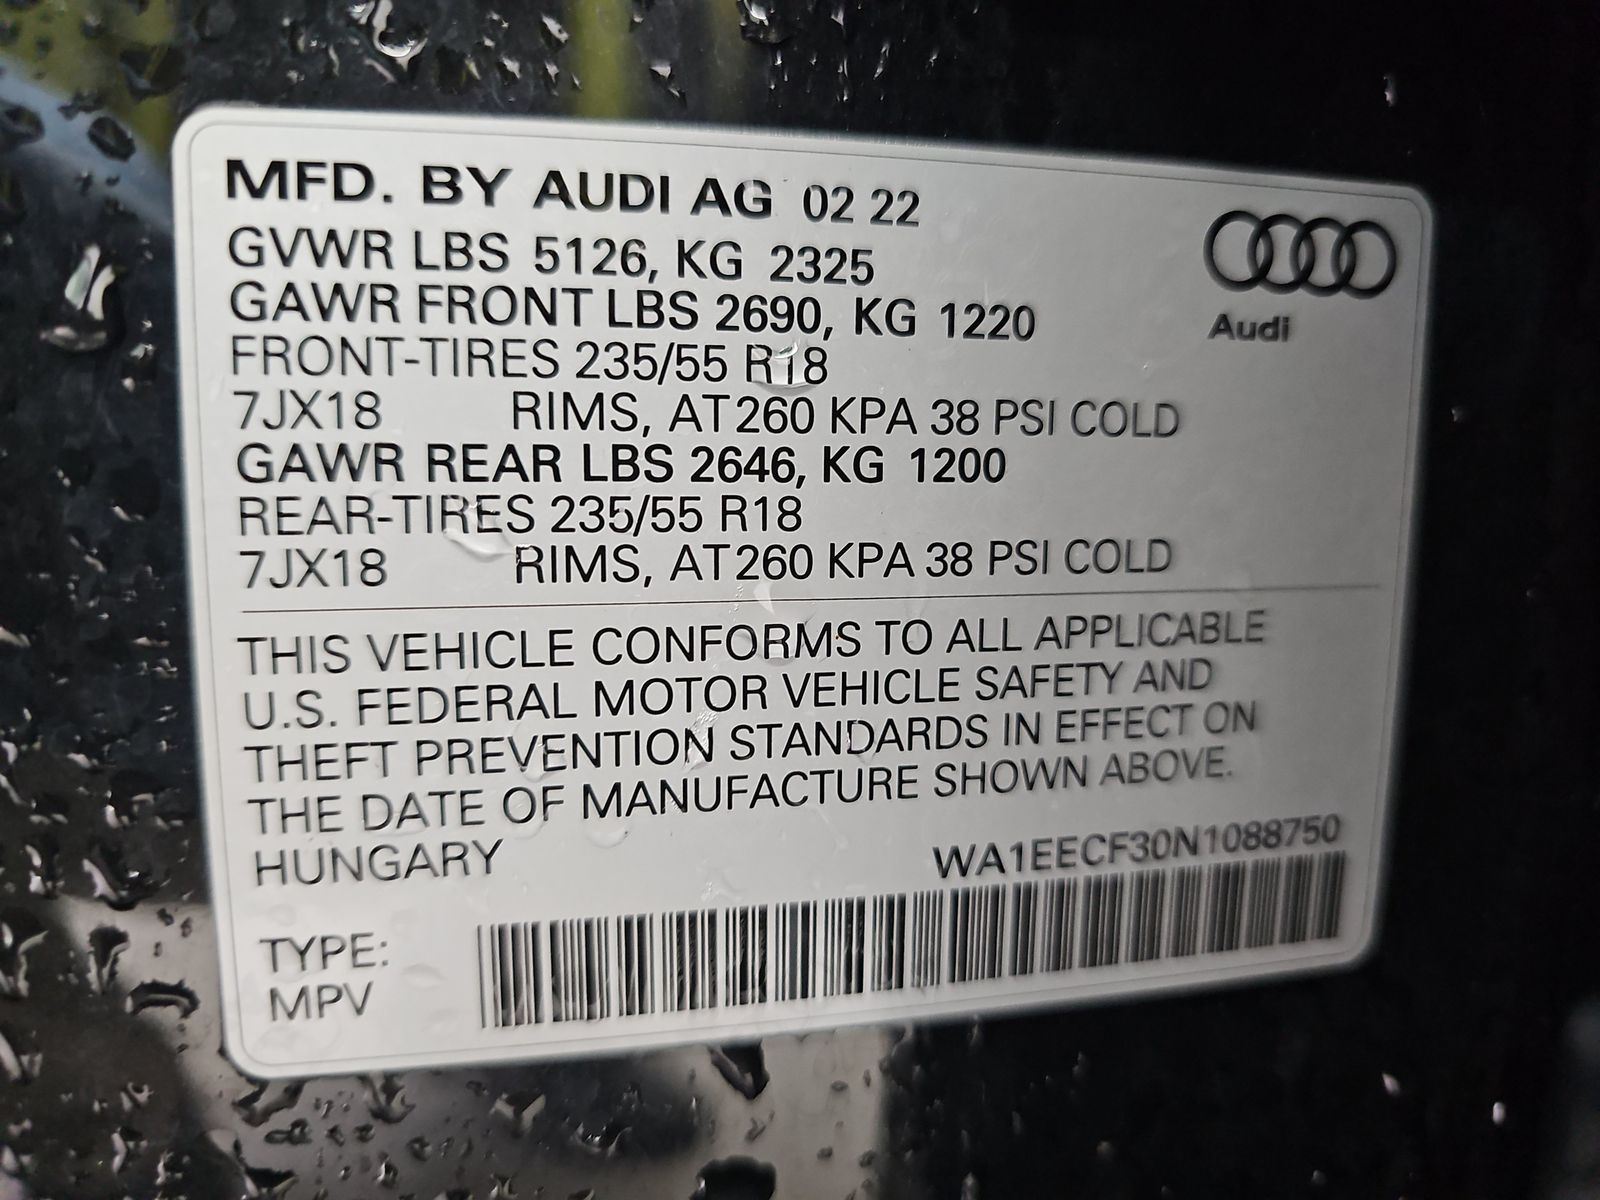 MFD. BY AUDI AG 02 22
GVWR LBS 5126, KG 2325
GAWR FRONT LBS 2690, KG 1220
FRONT-TIRES 235/55 R18
7JX18 RIMS, AT 260 KPA 38 PSI COLD
GAWR REAR LBS 2646, KG 1200
REAR-TIRES 235/55 R18
7JX18 RIMS, AT 260 KPA 38 PSI COLD
Audi
THIS VEHICLE CONFORMS TO ALL APPLICABLE
U.S. FEDERAL MOTOR VEHICLE SAFETY AND
THEFT PREVENTION STANDARDS IN EFFECT ON
THE DATE OF MANUFACTURE SHOWN ABOVE.
HUNGARY WA1EECF30N1088750
TYPE:
MPV